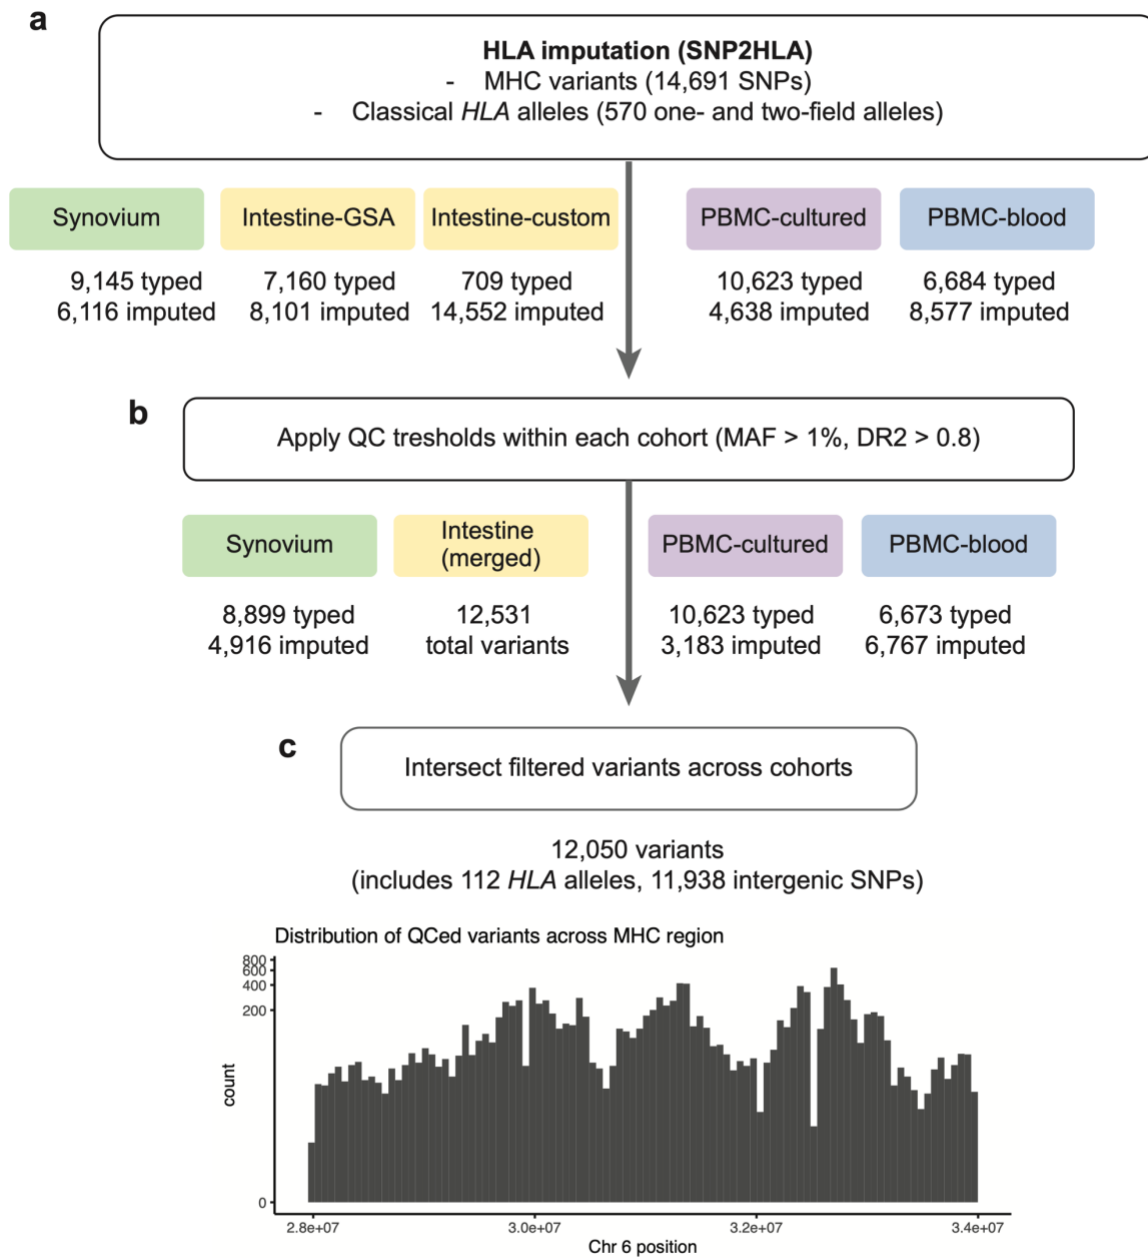 a
HLA imputation (SNP2HLA)
- MHC variants (14,691 SNPs)
- Classical HLA alleles (570 one- and two-field alleles)
Synovium
Intestine-GSA
Intestine-custom
PBMC-cultured
PBMC-blood
9,145 typed
6,116 imputed
7,160 typed
8,101 imputed
709 typed
14,552 imputed
10,623 typed
4,638 imputed
6,684 typed
8,577 imputed
b
Apply QC tresholds within each cohort (MAF > 1%, DR2 > 0.8)
Synovium
Intestine
(merged)
PBMC-cultured
PBMC-blood
8,899 typed
4,916 imputed
12,531
total variants
10,623 typed
3,183 imputed
6,673 typed
6,767 imputed
c
Intersect filtered variants across cohorts
12,050 variants
(includes 112 HLA alleles, 11,938 intergenic SNPs)
Distribution of QCed variants across MHC region
800
600
400
200
0
count
2.8e+07
3.0e+07
3.2e+07
3.4e+07
Chr 6 position